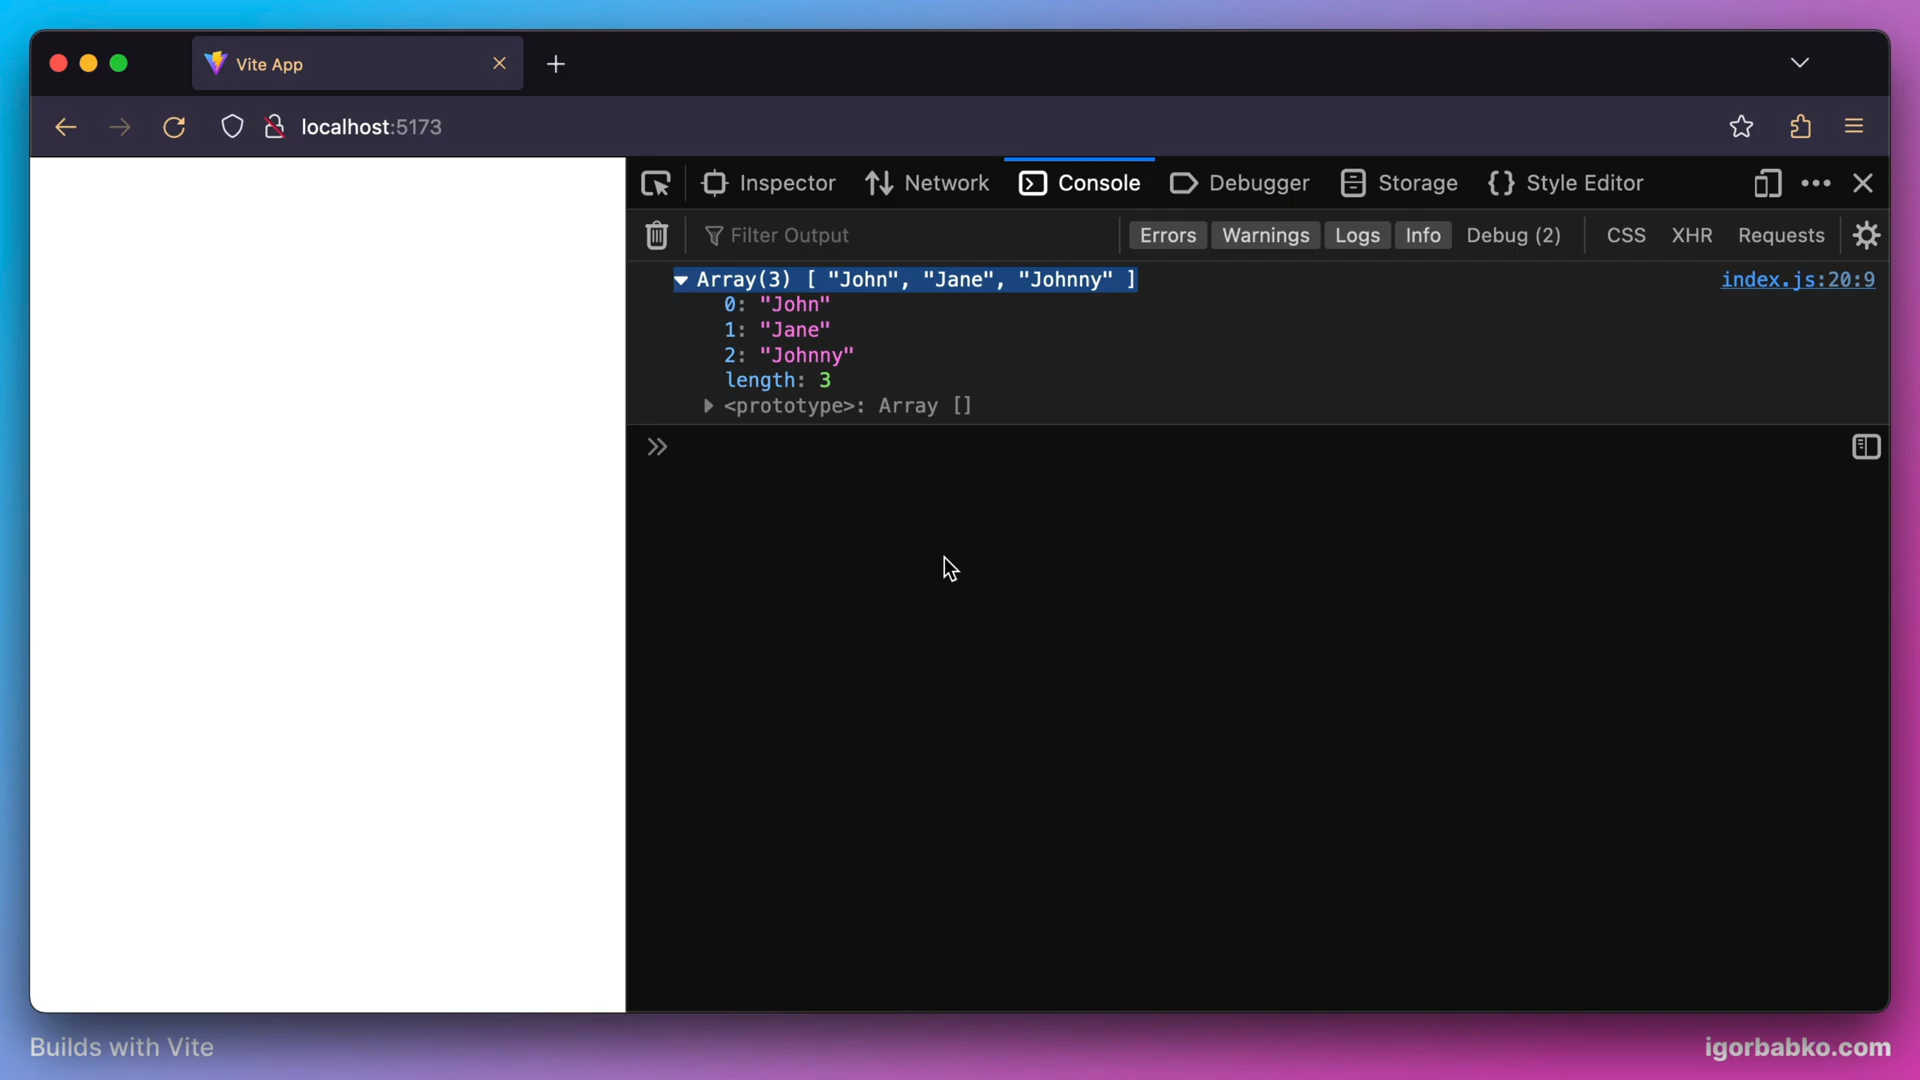 Vite App
localhost:5173
Inspector Network Console Debugger Storage Style Editor
Filter Output Errors Warnings Logs Info Debug (2) CSS XHR Requests
Array(3) [ "John", "Jane", "Johnny" ] index.js:20:9
0: "John"
1: "Jane"
2: "Johnny"
length: 3
<prototype>: Array []
Builds with Vite igorbabko.com